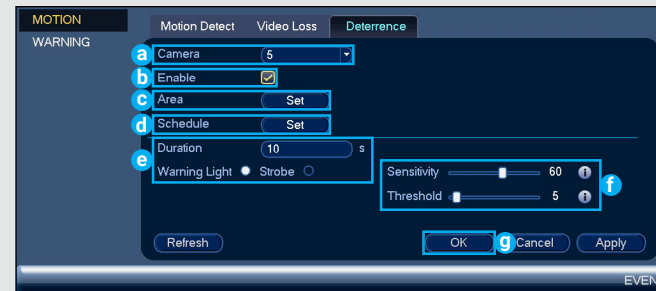 MOTION
WARNING
Motion Detect Video Loss Deterrence
a Camera 5
b Enable
c Area Set
d Schedule Set
e Duration 10 s
Warning Light Strobe
Sensitivity 60 i
Threshold 5 i
f
Refresh OK g Cancel Apply
EVEN